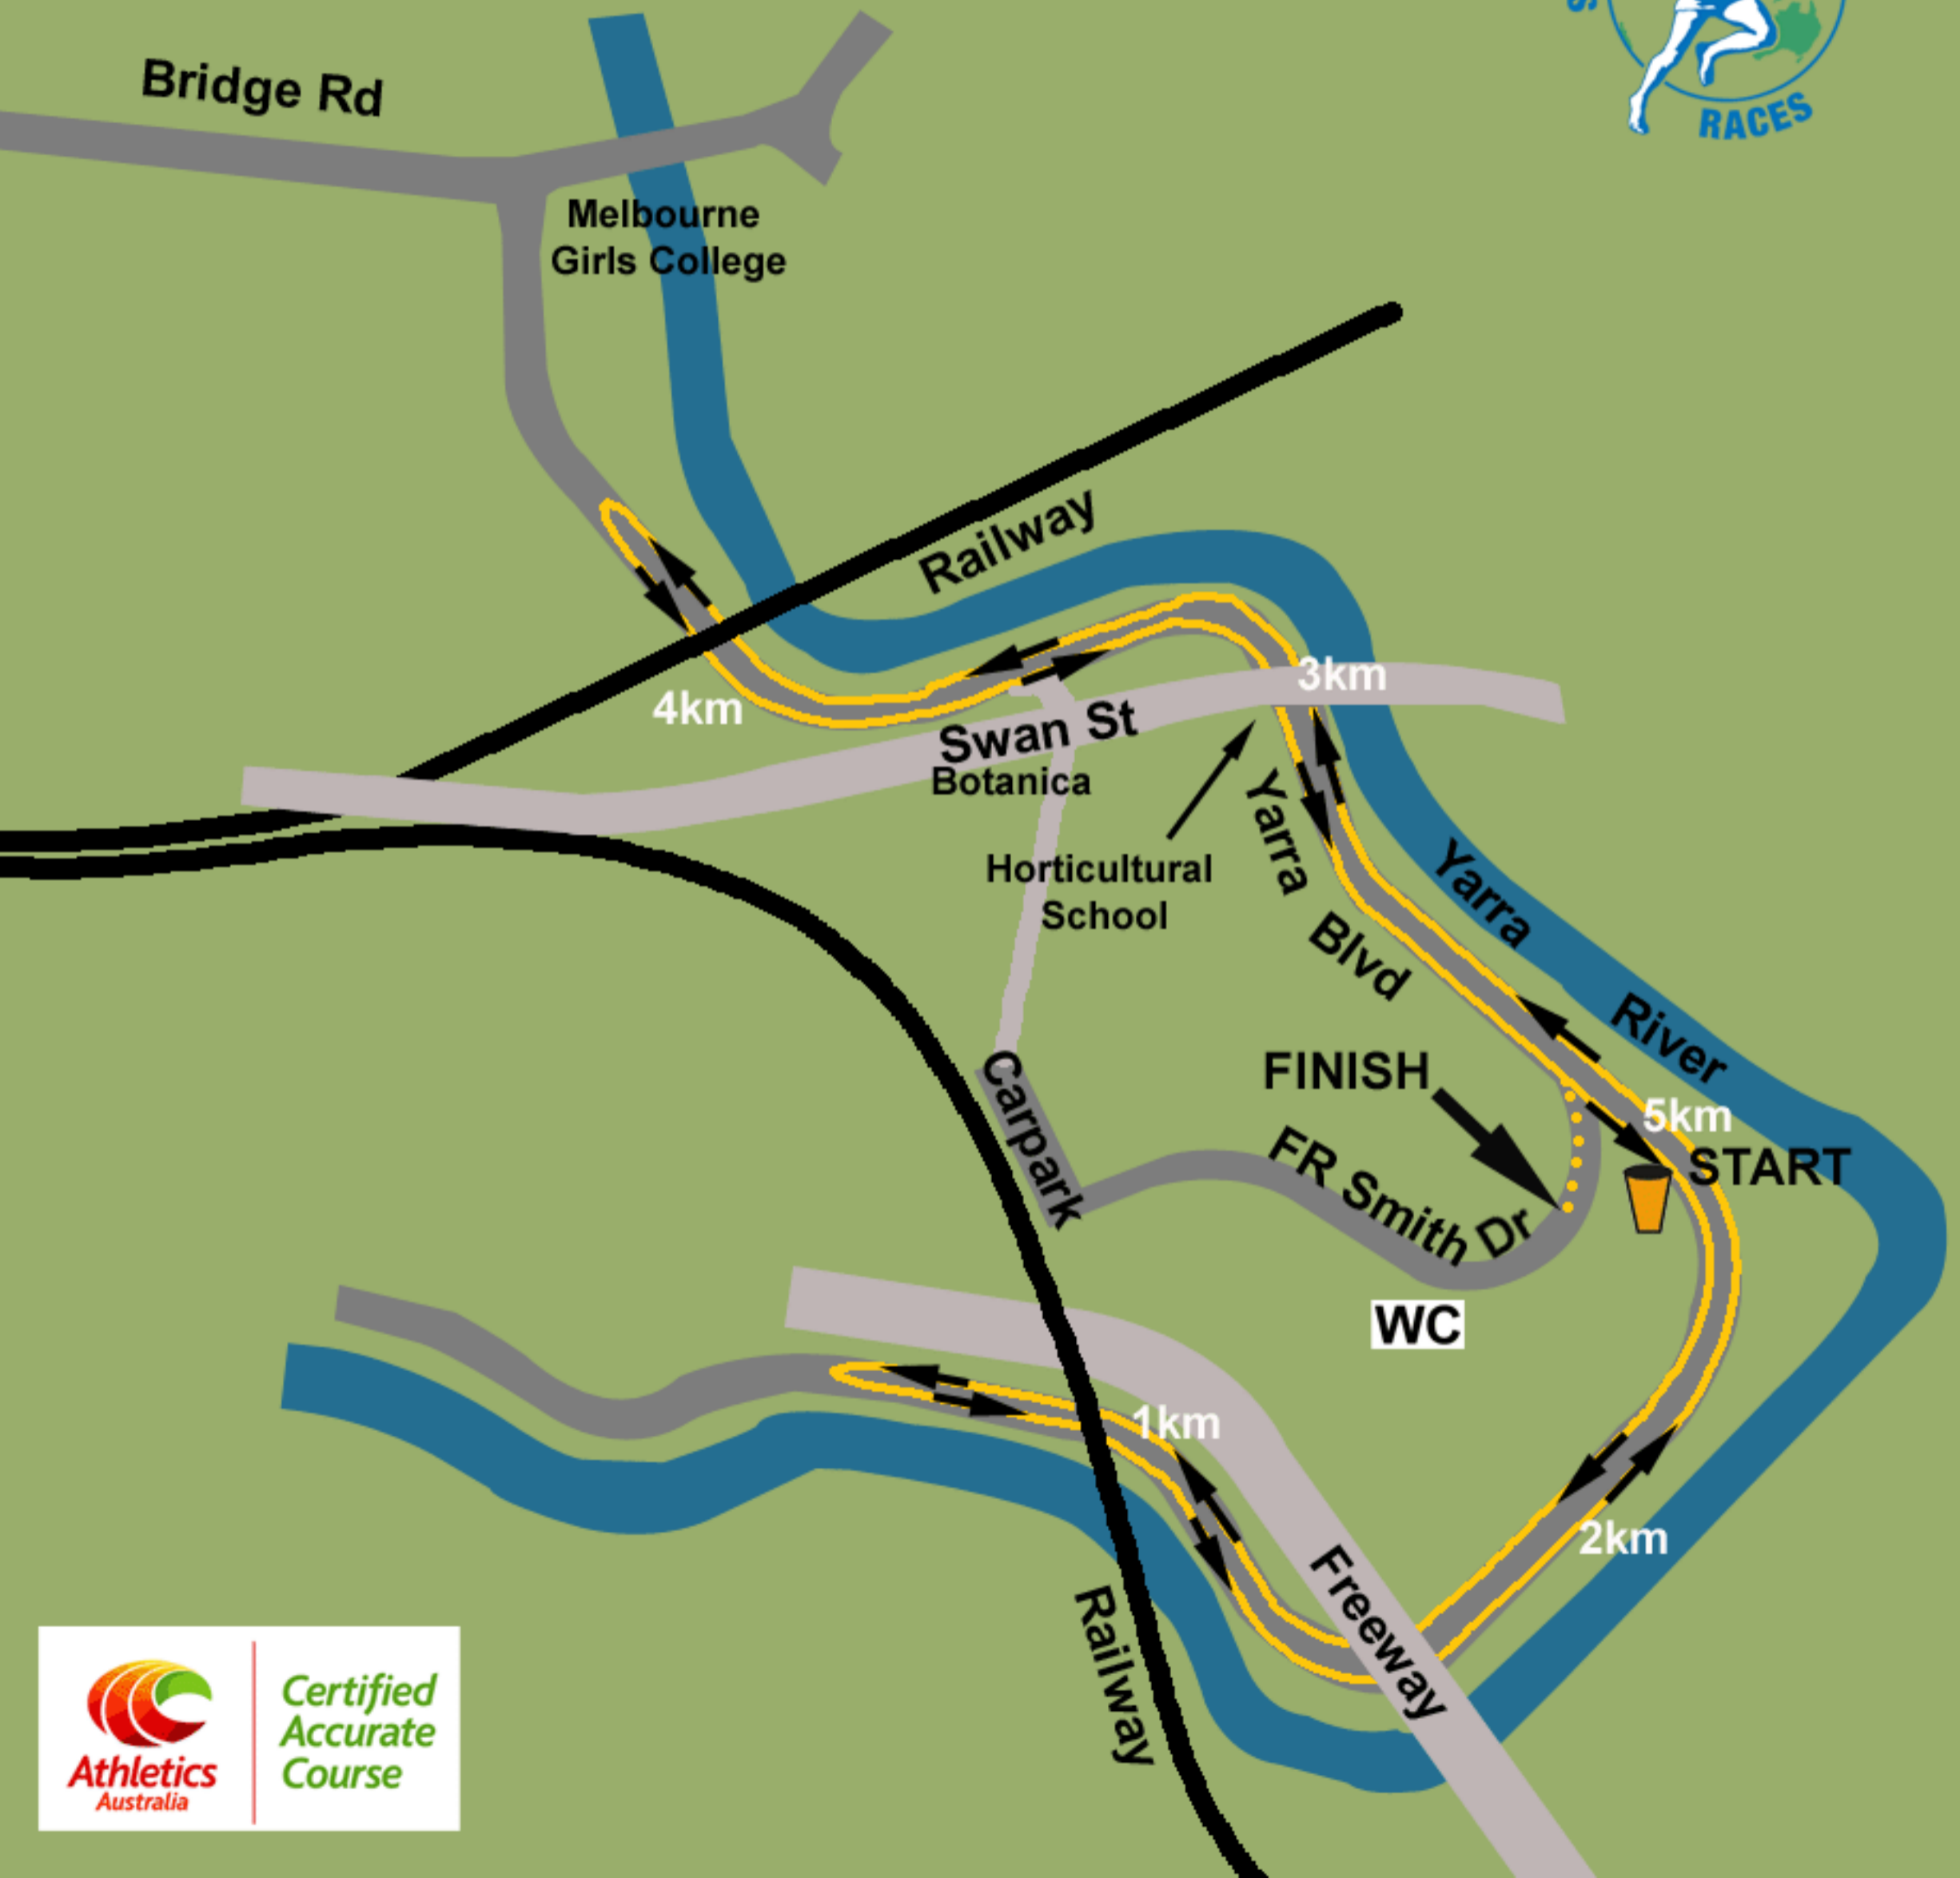 S
RACES
Bridge Rd
Melbourne
Girls College
Railway
3km
4km
Swan St
Botanica
Horticultural
School
Yarra
Blvd
Yarra
River
FINISH
5km
START
Carpark
FR Smith Dr
WC
1km
2km
Freeway
Railway
Athletics
Australia
Certified
Accurate
Course